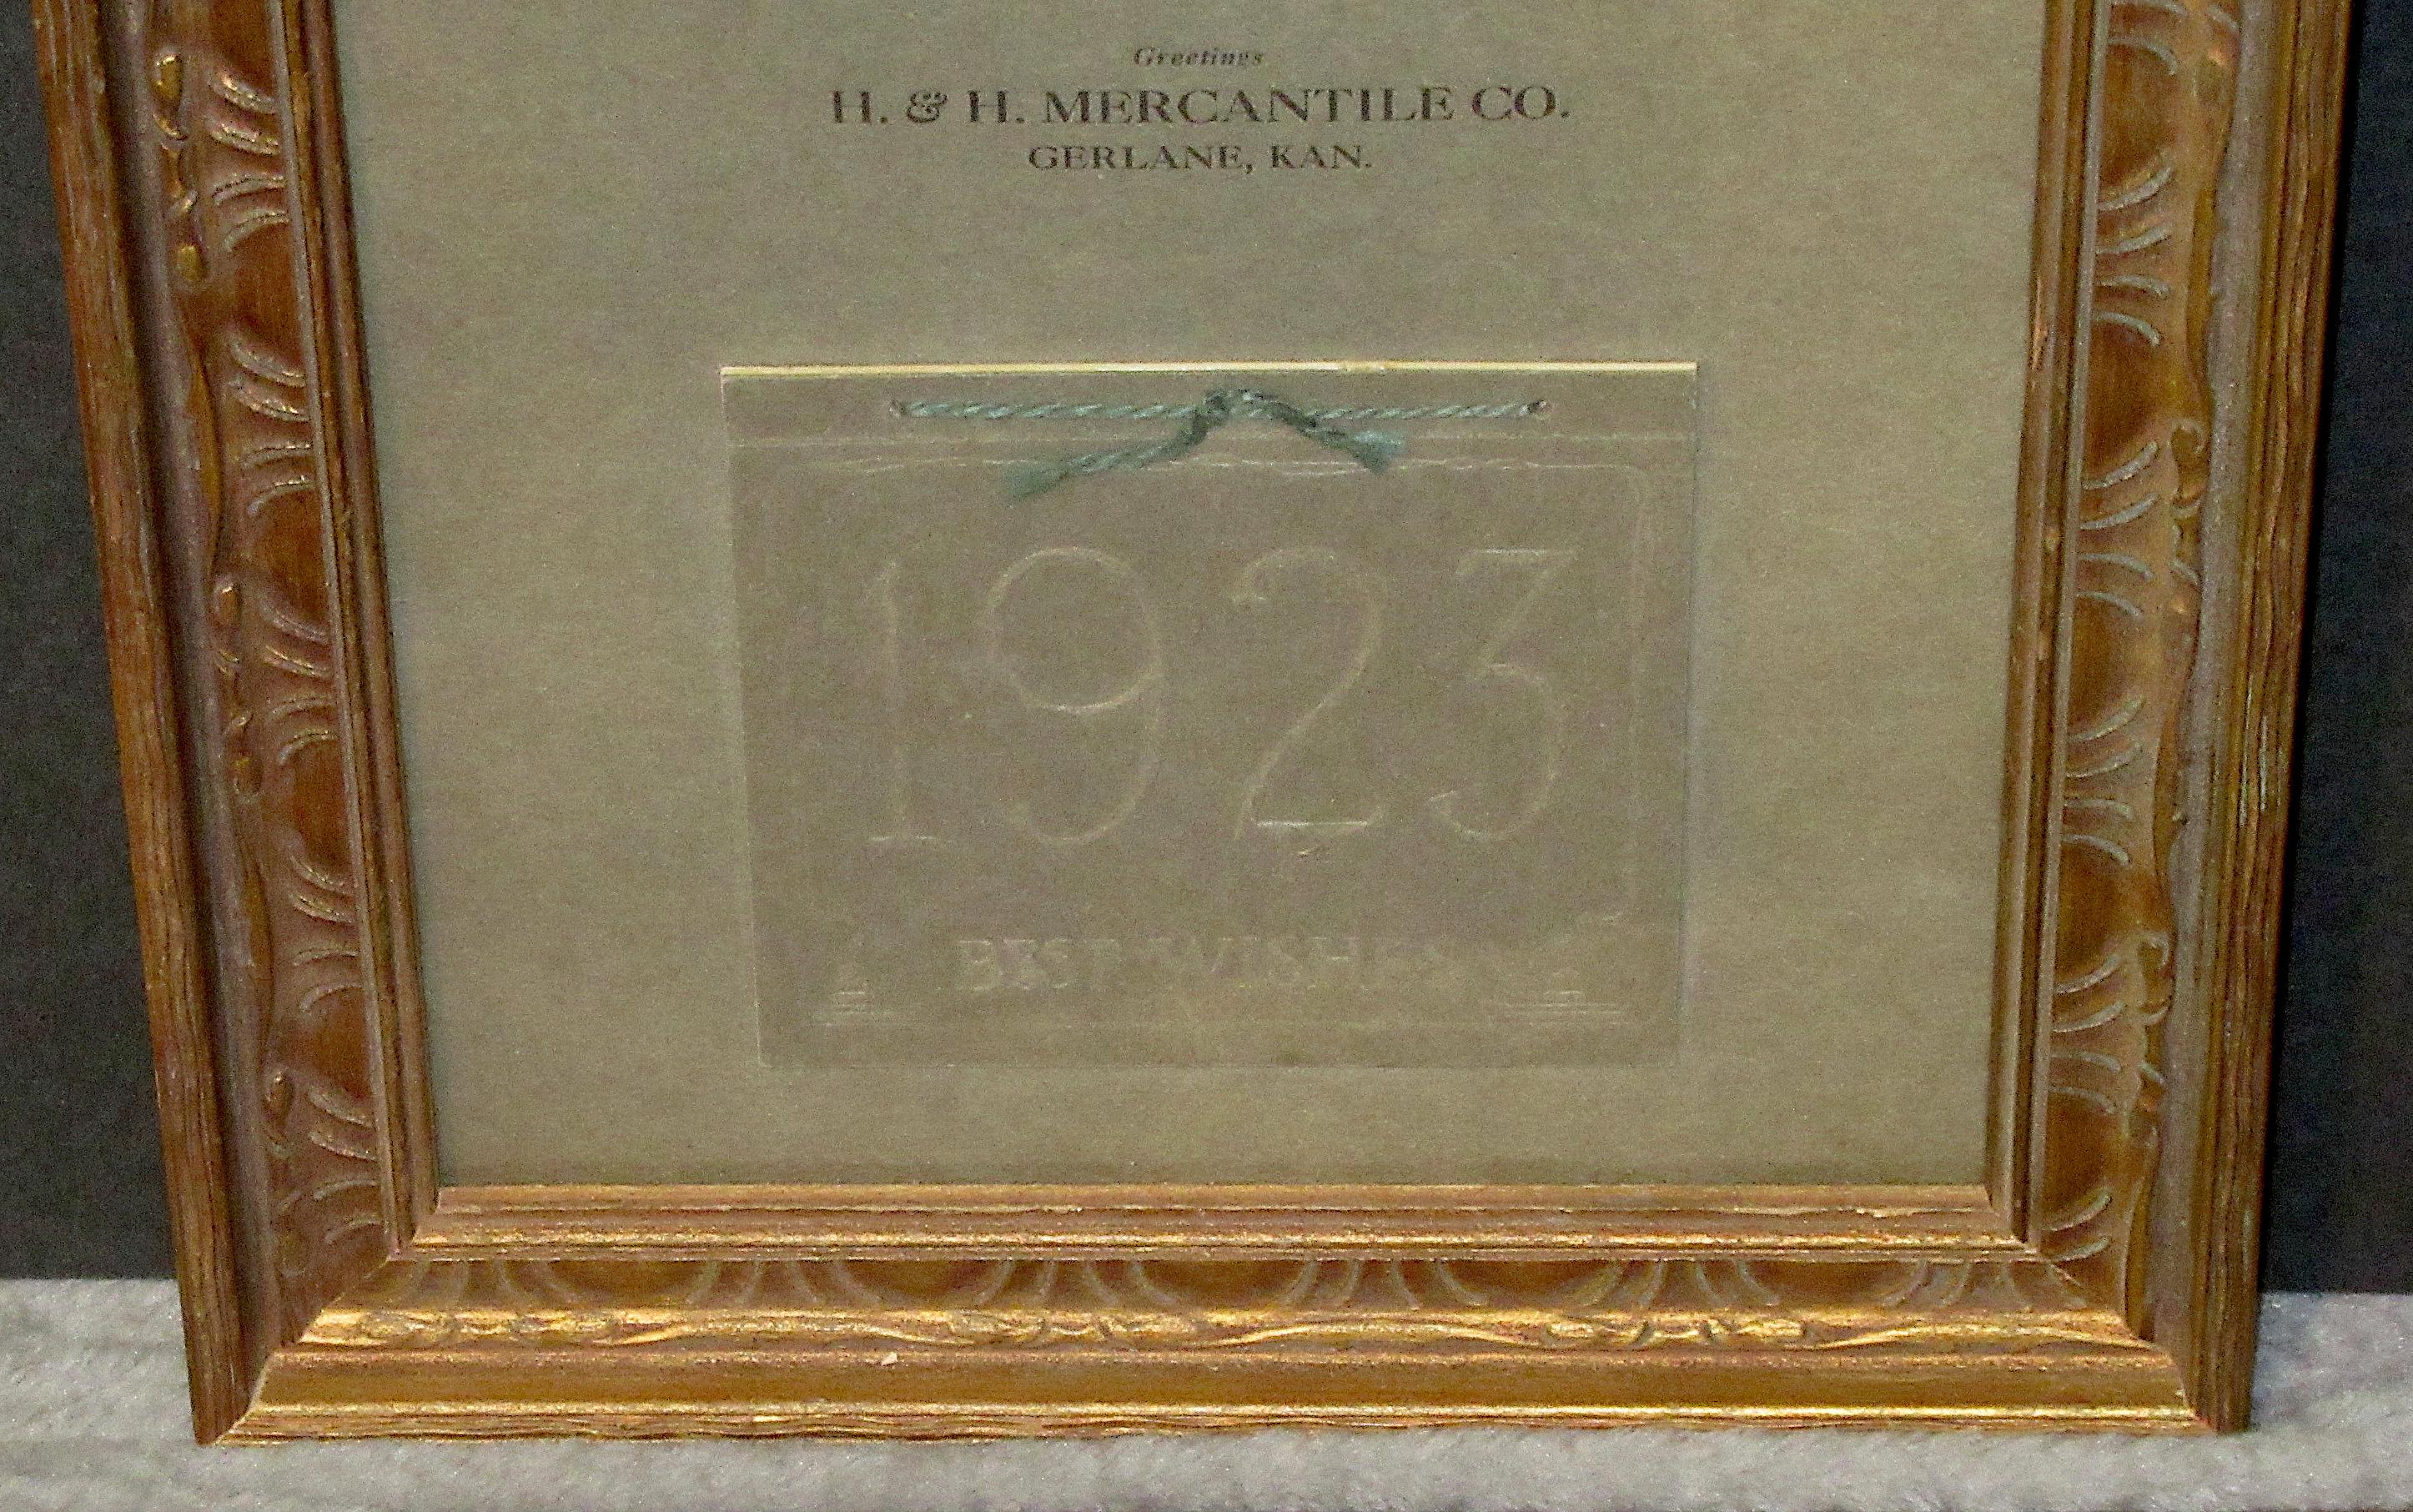 Greetings
H. & H. MERCANTILE CO.
GERLANE, KAN.
1923
BEST WISHES